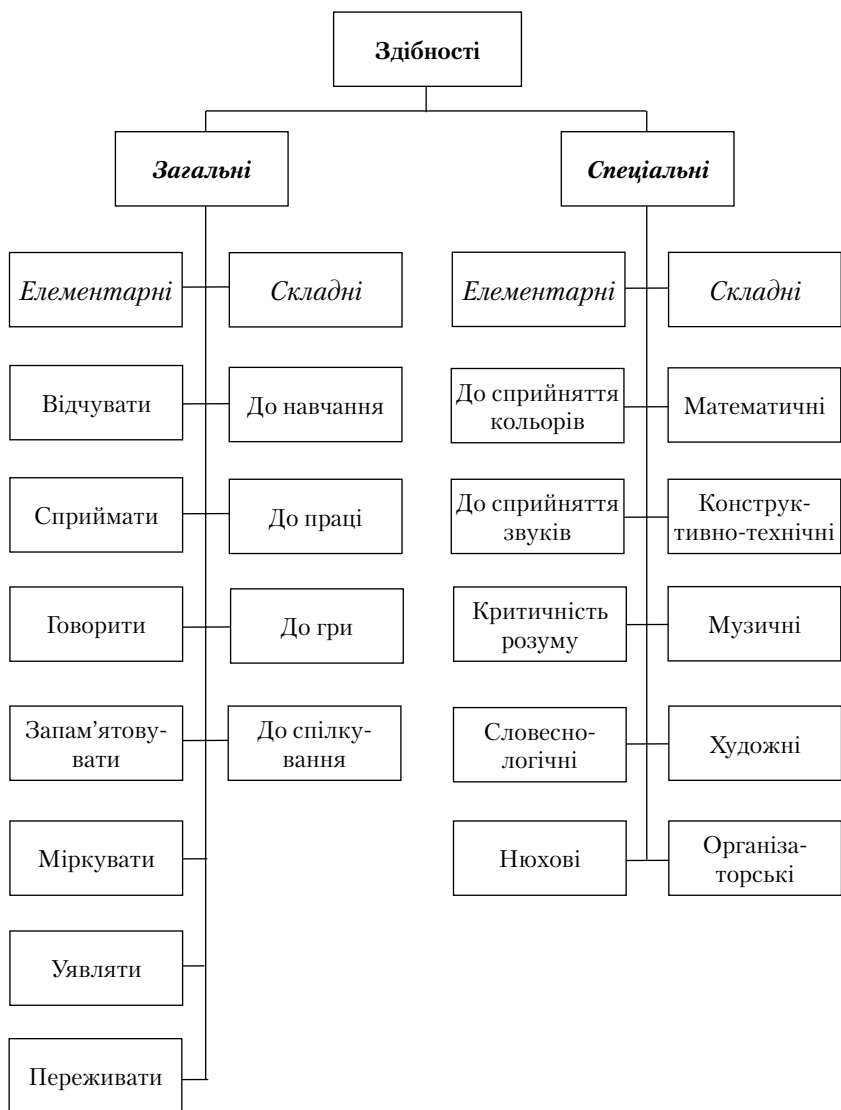 Здібності
Загальні
Спеціальні
Елементарні
Складні
Елементарні
Складні
Відчувати
До навчання
До сприйняття
кольорів
Математичні
Сприймати
До праці
До сприйняття
звуків
Конструк-
тивно-технічні
Говорити
До гри
Критичність
розуму
Музичні
Запам’ятову-
вати
До спілку-
вання
Словесно-
логічні
Художні
Міркувати
Нюхові
Організа-
торські
Уявляти
Переживати